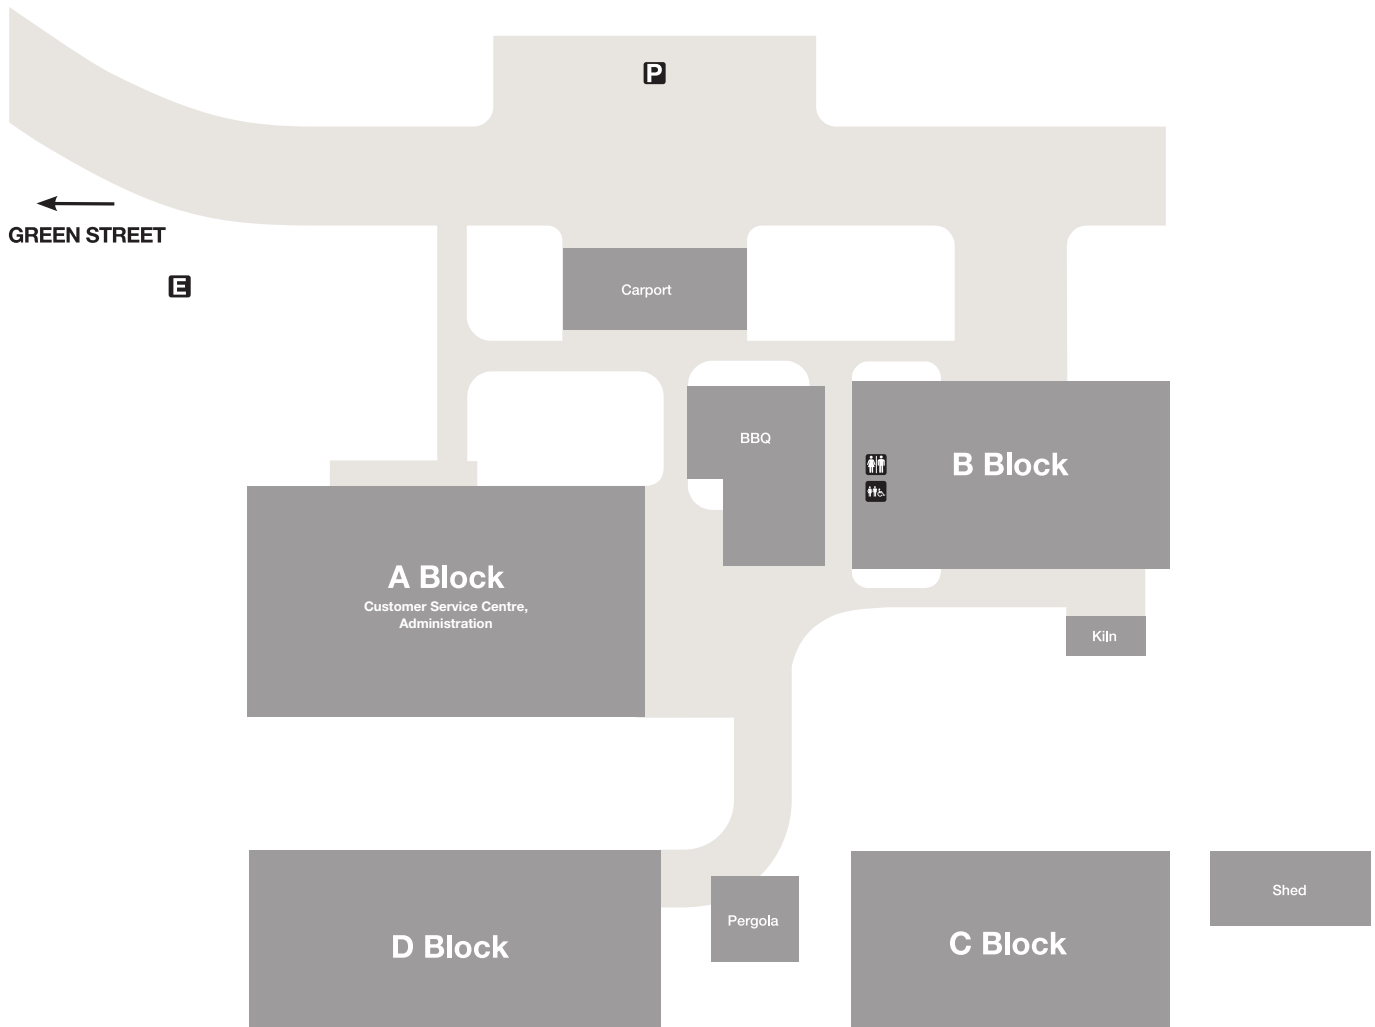 P
GREEN STREET
E
Carport
BBQ
B Block
A Block
Customer Service Centre,
Administration
Kiln
Shed
Pergola
D Block
C Block